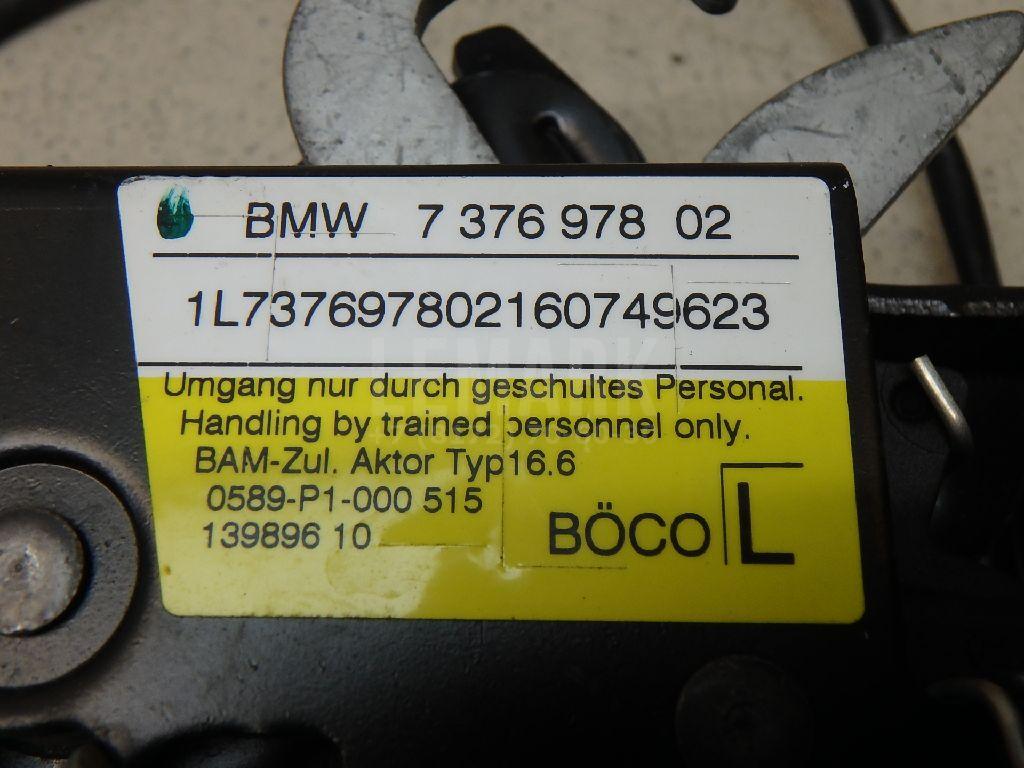 BMW 7 376 978 02
1L737697802160749623
LEMARK
Umgang nur durch geschultes Personal.
Handling by trained personnel only.
BAM-Zul. Aktor Typ16.6
0589-P1-000 515
139896 10
BÖCO L